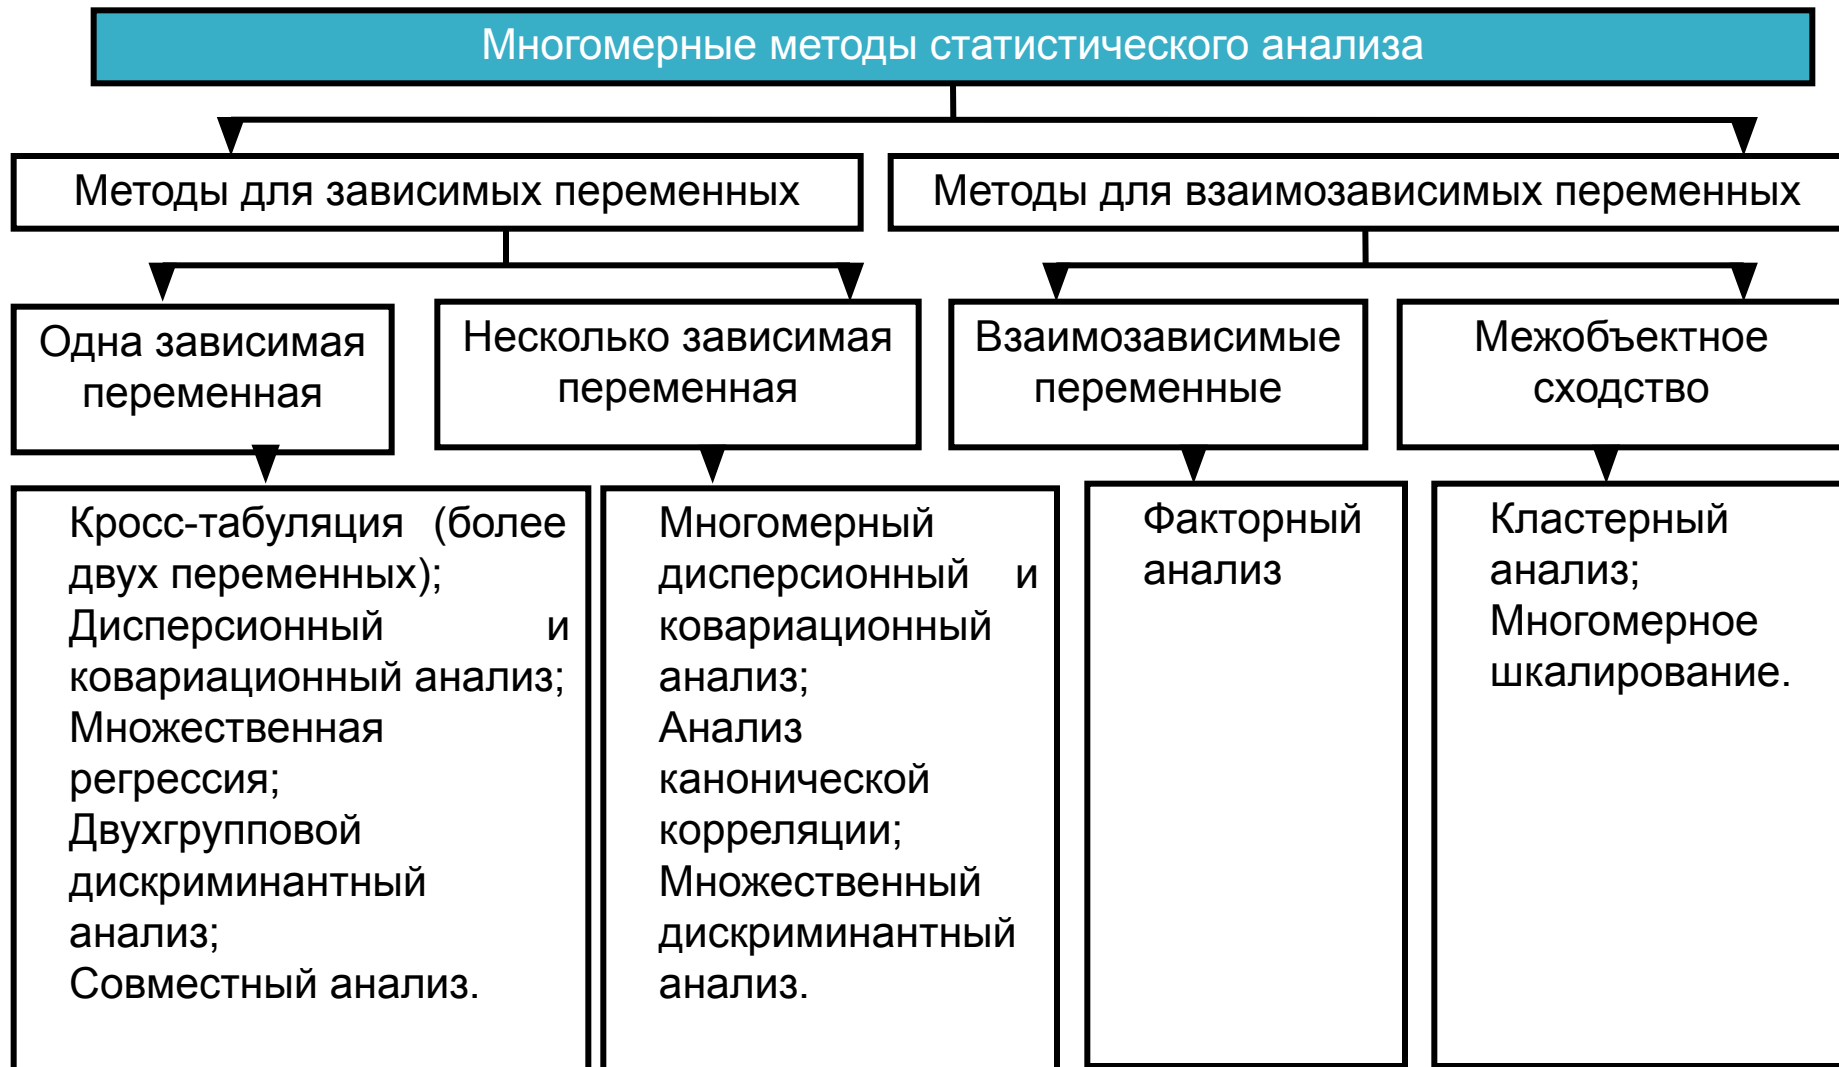 Многомерные методы статистического анализа
Методы для зависимых переменных
Методы для взаимозависимых переменных
Одна зависимая
переменная
Несколько зависимая
переменная
Взаимозависимые
переменные
Межобъектное
сходство
Кросс-табуляция (более
двух переменных);
Дисперсионный и
ковариационный анализ;
Множественная
регрессия;
Двухгрупповой
дискриминантный
анализ;
Совместный анализ.
Многомерный
дисперсионный и
ковариационный
анализ;
Анализ
канонической
корреляции;
Множественный
дискриминантный
анализ.
Факторный
анализ
Кластерный
анализ;
Многомерное
шкалирование.